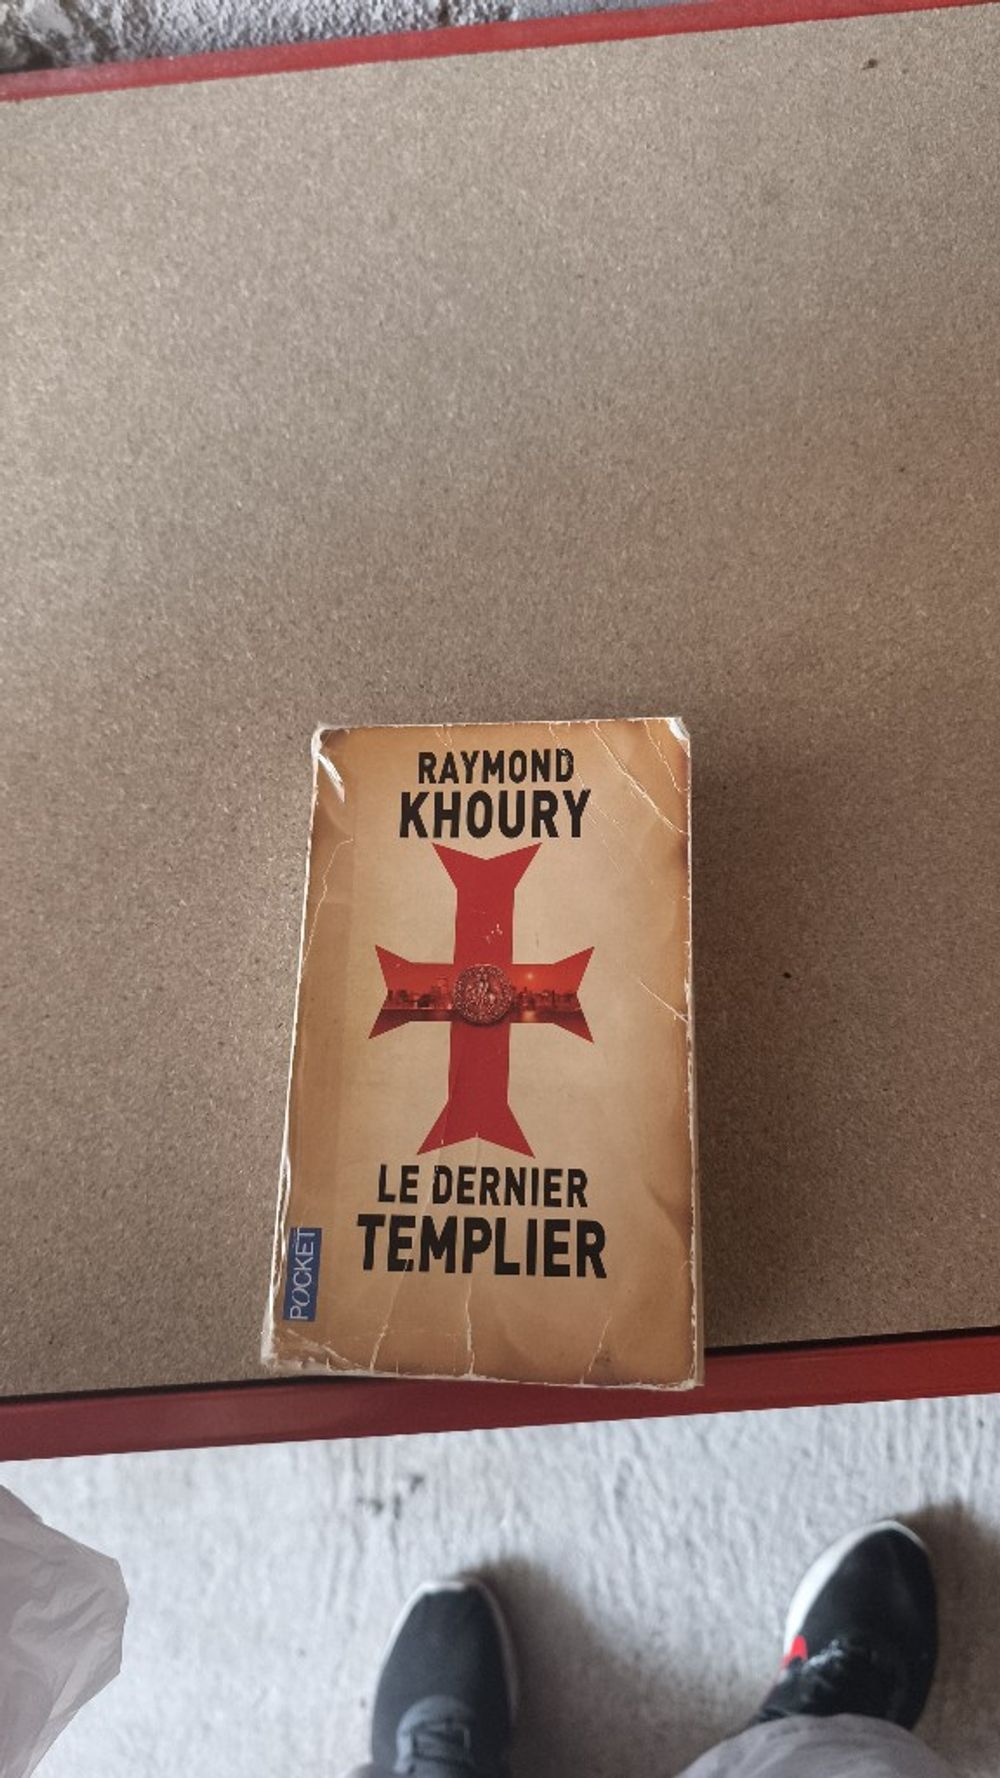 RAYMOND
KHOURY
LE DERNIER
TEMPLIER
POCKET